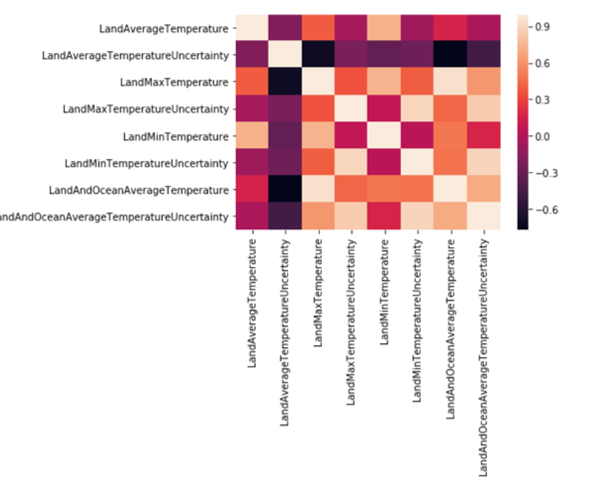 LandAverageTemperature
LandAverageTemperatureUncertainty
LandMaxTemperature
LandMaxTemperatureUncertainty
LandMinTemperature
LandMinTemperatureUncertainty
LandAndOceanAverageTemperature
ndAndOceanAverageTemperatureUncertainty
0.9
0.6
0.3
0.0
−0.3
−0.6
LandAverageTemperature
LandAverageTemperatureUncertainty
LandMaxTemperature
LandMaxTemperatureUncertainty
LandMinTemperature
LandMinTemperatureUncertainty
LandAndOceanAverageTemperature
LandAndOceanAverageTemperatureUncertainty